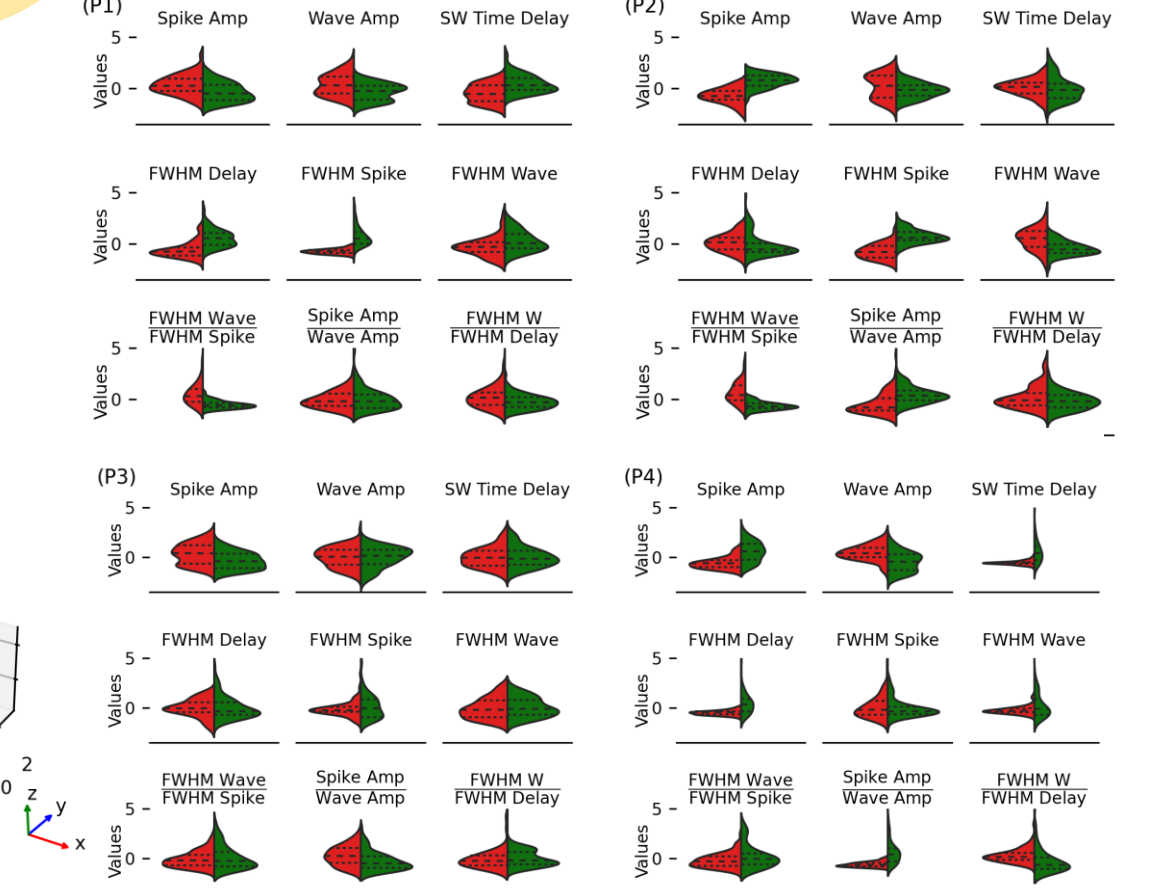 (P1)
Spike Amp Wave Amp SW Time Delay
5
0
Values
FWHM Delay FWHM Spike FWHM Wave
5
0
Values
FWHM Wave Spike Amp FWHM W
FWHM Spike Wave Amp FWHM Delay
5
0
Values
(P2)
Spike Amp Wave Amp SW Time Delay
5
0
Values
FWHM Delay FWHM Spike FWHM Wave
5
0
Values
FWHM Wave Spike Amp FWHM W
FWHM Spike Wave Amp FWHM Delay
5
0
Values
(P3)
Spike Amp Wave Amp SW Time Delay
5
0
Values
FWHM Delay FWHM Spike FWHM Wave
5
0
Values
FWHM Wave Spike Amp FWHM W
FWHM Spike Wave Amp FWHM Delay
5
0
Values
(P4)
Spike Amp Wave Amp SW Time Delay
5
0
Values
FWHM Delay FWHM Spike FWHM Wave
5
0
Values
FWHM Wave Spike Amp FWHM W
FWHM Spike Wave Amp FWHM Delay
5
0
Values
2
0
z
y
x